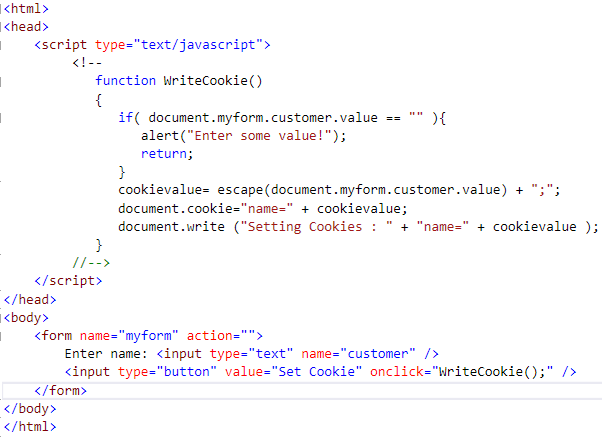 <html>
<head>
<script type="text/javascript">
<!--
function WriteCookie()
{
if( document.myform.customer.value == "" ){
alert("Enter some value!");
return;
}
cookievalue= escape(document.myform.customer.value) + ";";
document.cookie="name=" + cookievalue;
document.write ("Setting Cookies : " + "name=" + cookievalue );
}
//-->
</script>
</head>
<body>
<form name="myform" action="">
Enter name: <input type="text" name="customer" />
<input type="button" value="Set Cookie" onclick="WriteCookie();" />
</form>
</body>
</html>